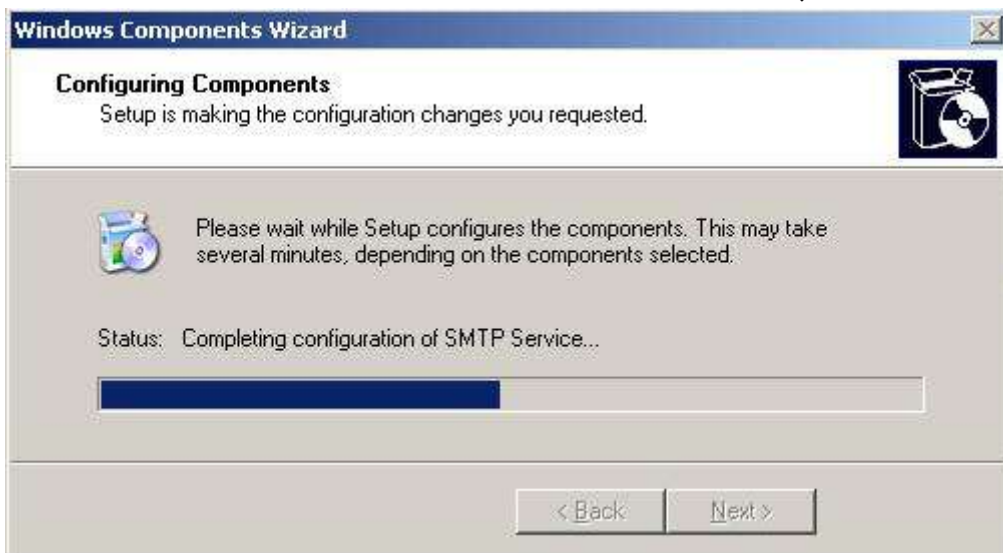 Windows Components Wizard
Configuring Components
Setup is making the configuration changes you requested.
Please wait while Setup configures the components. This may take
several minutes, depending on the components selected.
Status: Completing configuration of SMTP Service...
< Back Next >